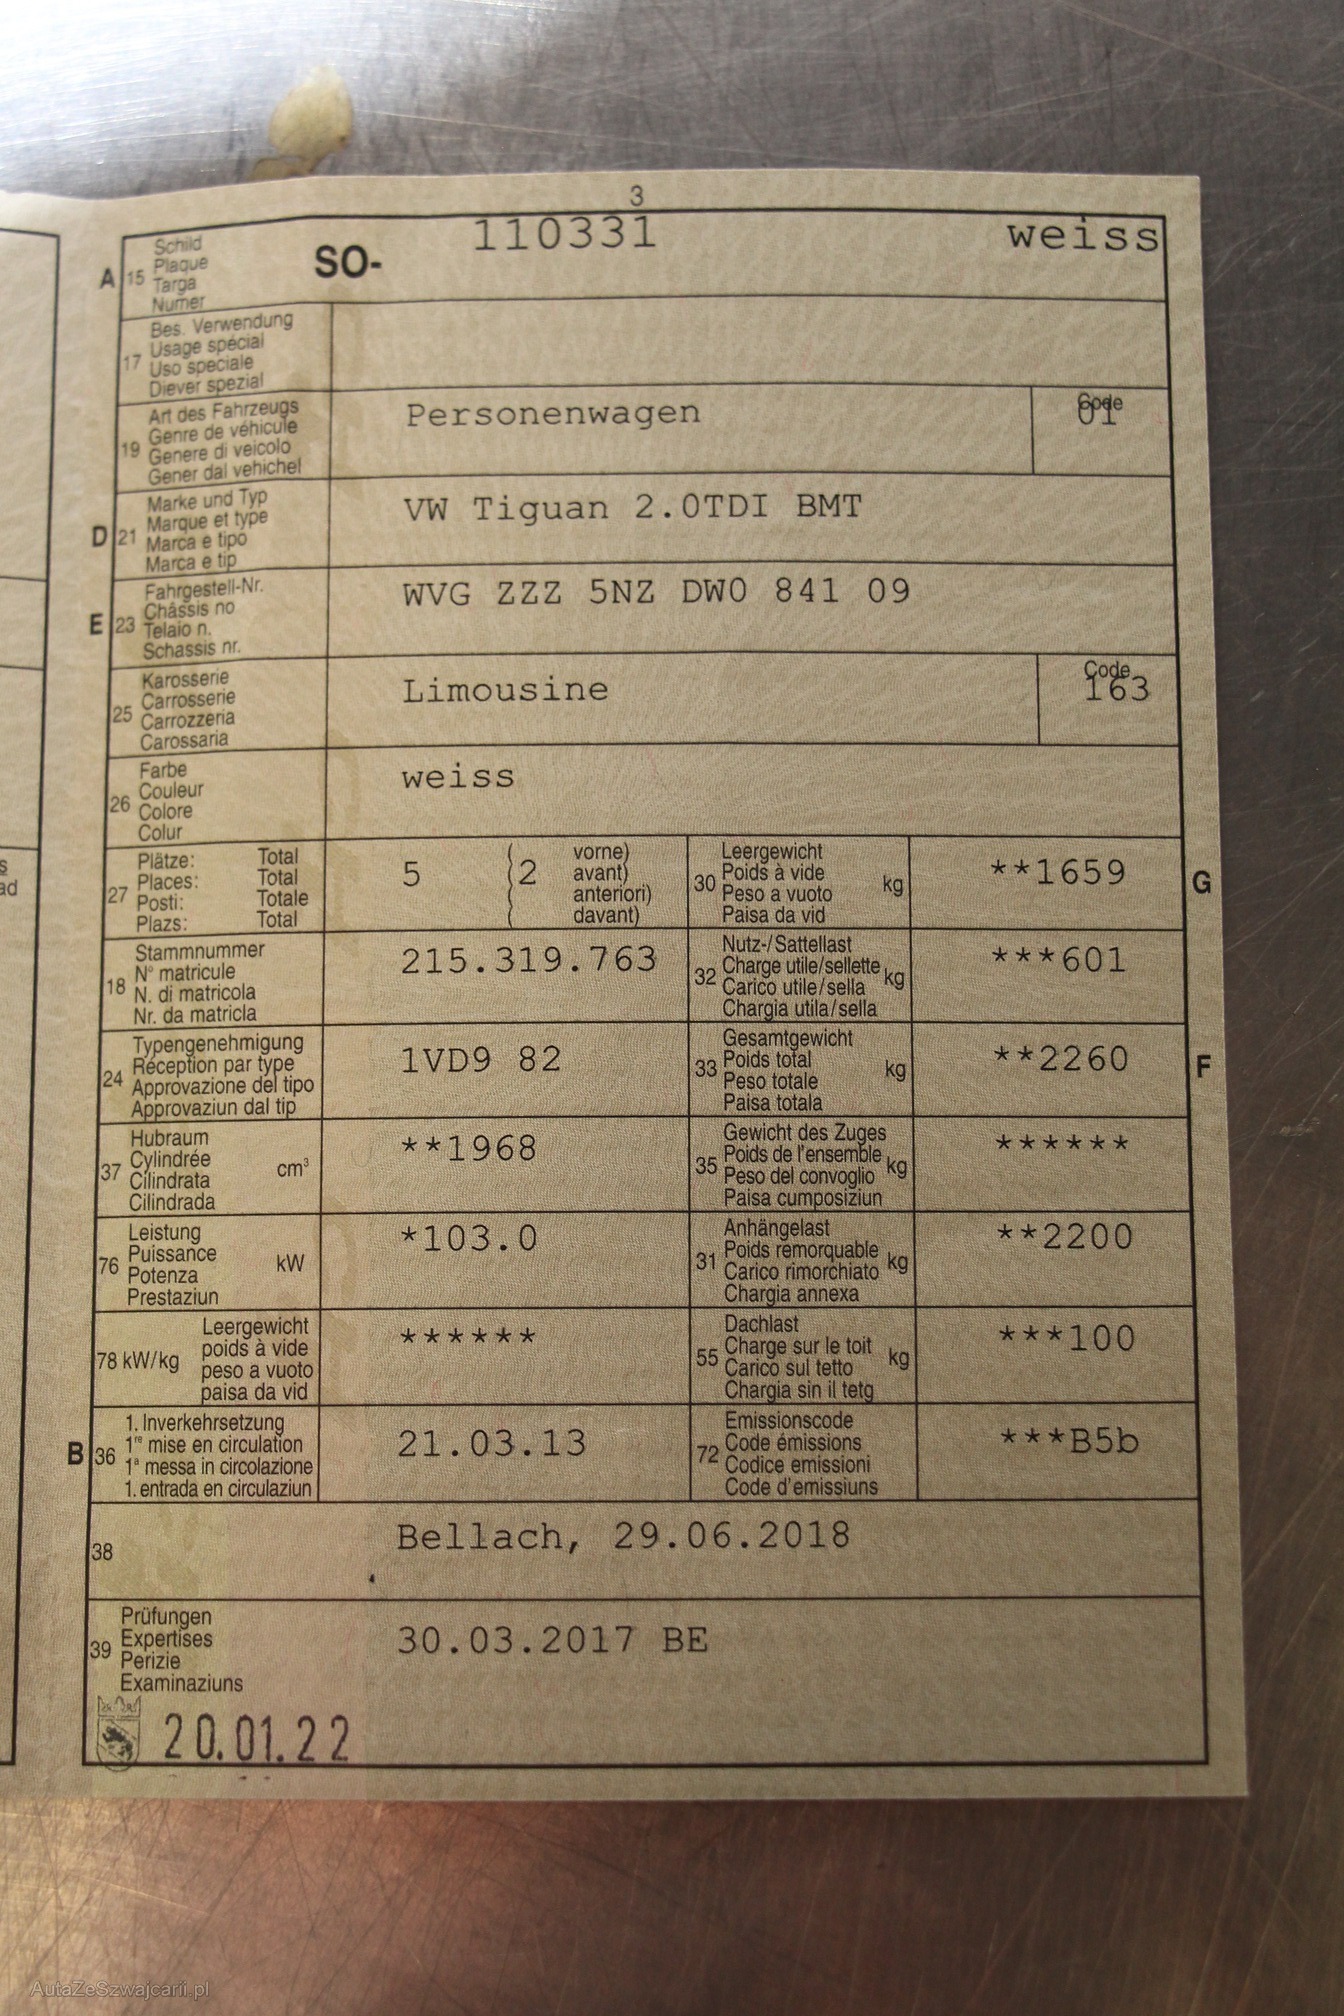 3
A 15 Schild
Plaque
Targa
Numer
SO- 110331 weiss
17 Bes. Verwendung
Usage spécial
Uso speciale
Diever spezial
19 Art des Fahrzeugs
Genre de véhicule
Genere di veicolo
Gener dal vehichel
Personenwagen
Code
01
D 21 Marke und Typ
Marque et type
Marca e tipo
Marca e tip
VW Tiguan 2.0TDI BMT
E 23 Fahrgestell-Nr.
Châssis no
Telaio n.
Schassis nr.
WVG ZZZ 5NZ DW0 841 09
25 Karosserie
Carrosserie
Carrozzeria
Carossaria
Limousine
Code
163
26 Farbe
Couleur
Colore
Colur
weiss
27 Plätze: Total
Places: Total
Posti: Totale
Plazs: Total
5 (2 vorne)
avant)
anteriori)
davant)
30 Leergewicht
Poids à vide
Peso a vuoto
Paisa da vid
kg
**1659
G
18 Stammnummer
N° matricule
N. di matricola
Nr. da matricla
215.319.763
32 Nutz-/Sattellast
Charge utile/sellette
Carico utile/sella
Chargia utila/sella
kg
***601
24 Typengenehmigung
Réception par type
Approvazione del tipo
Approvaziun dal tip
1VD9 82
33 Gesamtgewicht
Poids total
Peso totale
Paisa totala
kg
**2260
F
37 Hubraum
Cylindrée
Cilindrata
Cilindrada
cm³
**1968
35 Gewicht des Zuges
Poids de l'ensemble
Peso del convoglio
Paisa cumposiziun
kg
******
76 Leistung
Puissance
Potenza
Prestaziun
kW
*103.0
31 Anhängelast
Poids remorquable
Carico rimorchiato
Chargia annexa
kg
**2200
78 kW/kg Leergewicht
poids à vide
peso a vuoto
paisa da vid
******
55 Dachlast
Charge sur le toit
Carico sul tetto
Chargia sin il tetg
kg
***100
B 36 1. Inverkehrsetzung
1re mise en circulation
1a messa in circolazione
1. entrada en circulaziun
21.03.13
72 Emissionscode
Code émissions
Codice emissioni
Code d'emissiuns
***B5b
38 Bellach, 29.06.2018
39 Prüfungen
Expertises
Perizie
Examinaziuns
30.03.2017 BE
20.01.22
AutaZeSzwajcarii.pl